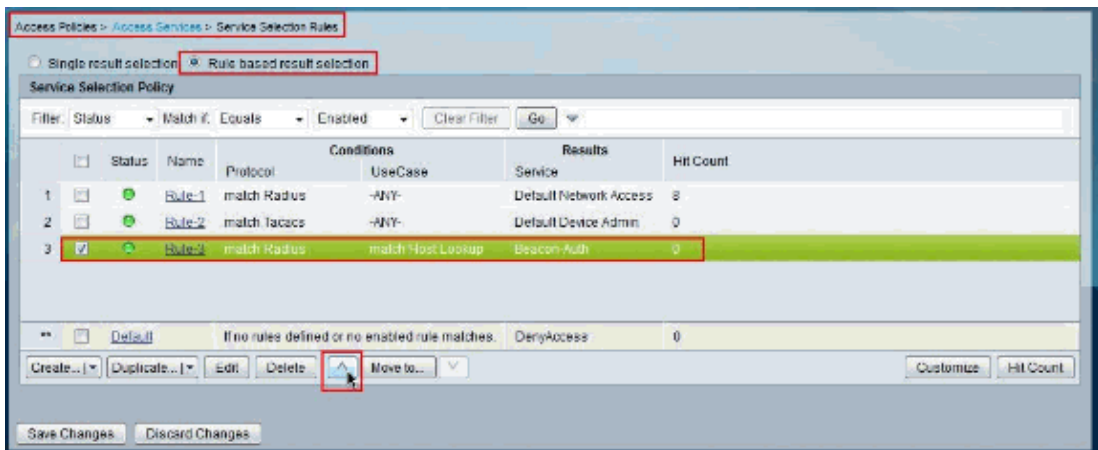 Access Policies > Access Services > Service Selection Rules
Single result selection Rule based result selection
Service Selection Policy
Filter: Status Match if: Equals Enabled Clear Filter Go
Conditions Results
Status Name Protocol UseCase Service Hit Count
1 Rule-1 match Radius -ANY- Default Network Access 8
2 Rule-2 match Tacacs -ANY- Default Device Admin 0
3 Rule-3 match Radius match Host Lookup Beacon-Auth 0
** Default If no rules defined or no enabled rule matches. DenyAccess 0
Create... Duplicate... Edit Delete Move to... Customize Hit Count
Save Changes Discard Changes